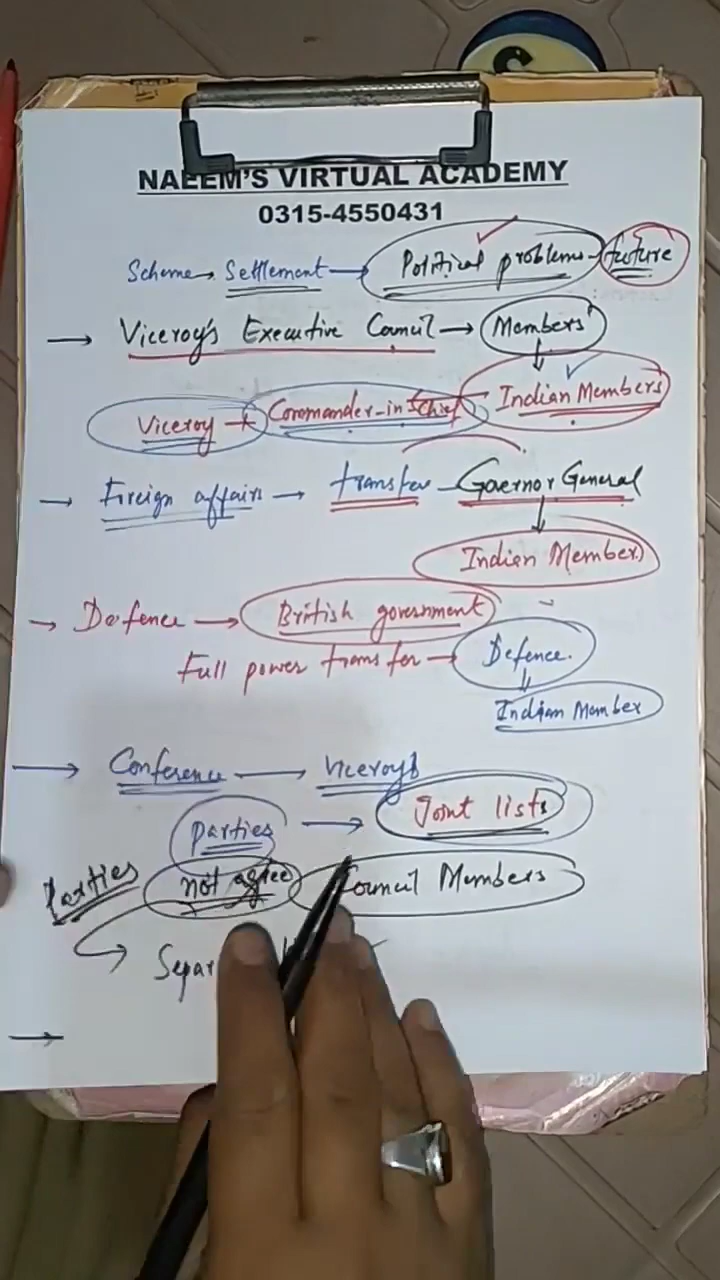 NAEEM'S VIRTUAL ACADEMY
0315-4550431
Scheme → Settlement → Political problems - future
→ Viceroy's Executive Council → Members
Viceroy + Commander-in-Chief Indian Members
→ Foreign affairs → transfer - Governor General
Indian Member
→ Defence → British government
Full power transfer → Defence.
Indian Member
→ Conference → Viceroy
parties → Joint lists
Parties not agree Council Members
→